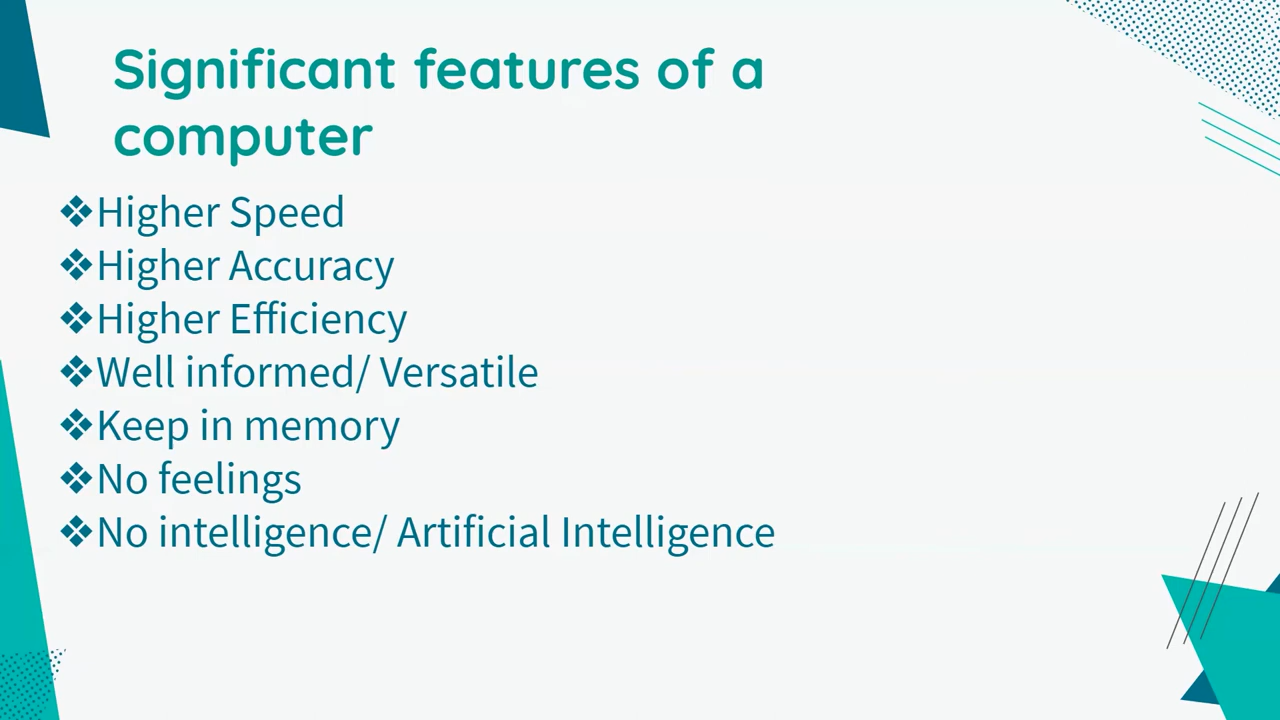 Significant features of a
computer
❖Higher Speed
❖Higher Accuracy
❖Higher Efficiency
❖Well informed/ Versatile
❖Keep in memory
❖No feelings
❖No intelligence/ Artificial Intelligence